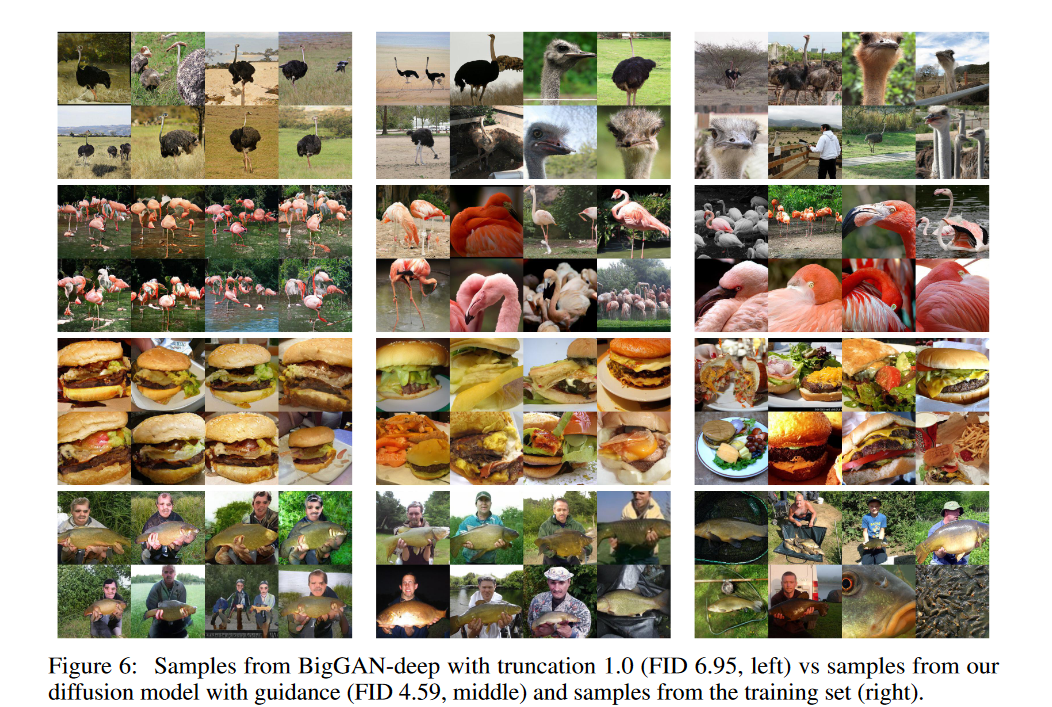 Figure 6: Samples from BigGAN-deep with truncation 1.0 (FID 6.95, left) vs samples from our
diffusion model with guidance (FID 4.59, middle) and samples from the training set (right).